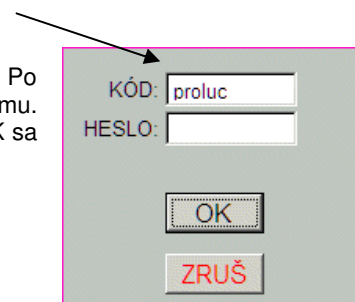 Po
KÓD: proluc
mu.
HESLO:
K sa
OK
ZRUŠ